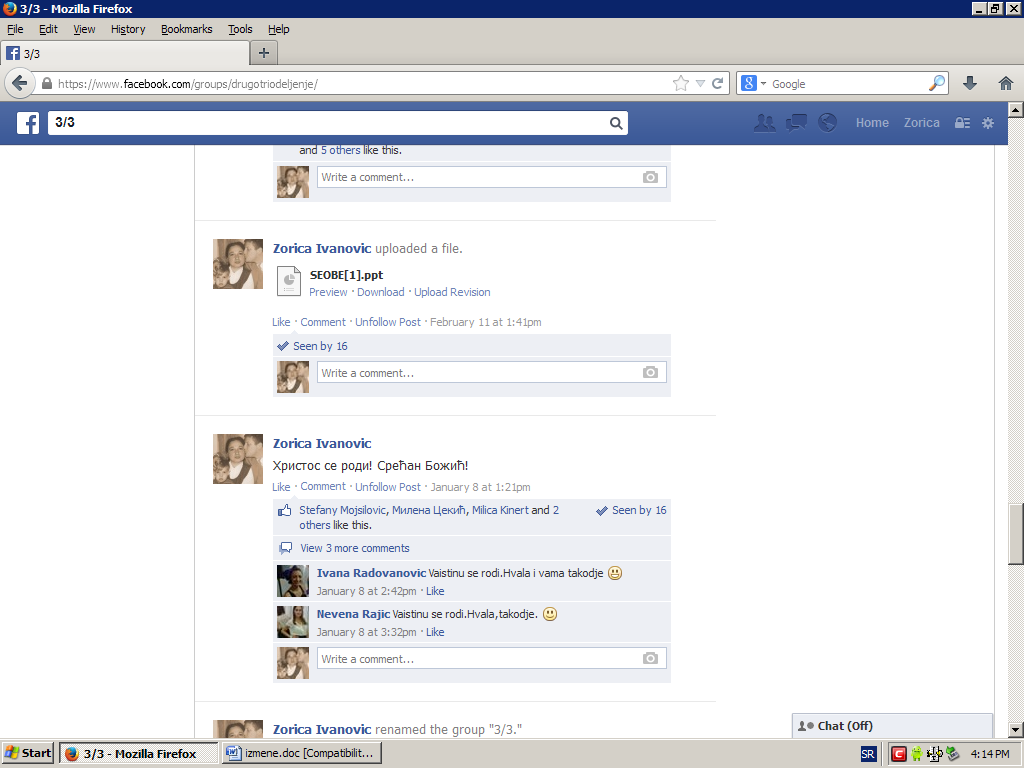 3/3 - Mozilla Firefox
File Edit View History Bookmarks Tools Help
3/3
https://www.facebook.com/groups/drugotriodeljenje/
Google
3/3
Home Zorica
and 5 others like this.
Write a comment...
Zorica Ivanovic uploaded a file.
SEOBE[1].ppt
Preview · Download · Upload Revision
Like · Comment · Unfollow Post · February 11 at 1:41pm
Seen by 16
Write a comment...
Zorica Ivanovic
Христос се роди! Срећан Божић!
Like · Comment · Unfollow Post · January 8 at 1:21pm
Stefany Mojsilovic, Милена Цекић, Milica Kinert and 2 others like this.
Seen by 16
View 3 more comments
Ivana Radovanovic Vaistinu se rodi.Hvala i vama takodje
January 8 at 2:42pm · Like
Nevena Rajic Vaistinu se rodi.Hvala,takodje.
January 8 at 3:32pm · Like
Write a comment...
Zorica Ivanovic renamed the group "3/3."
Chat (Off)
Start
3/3 - Mozilla Firefox
izmene.doc [Compatibilit...
SR
4:14 PM